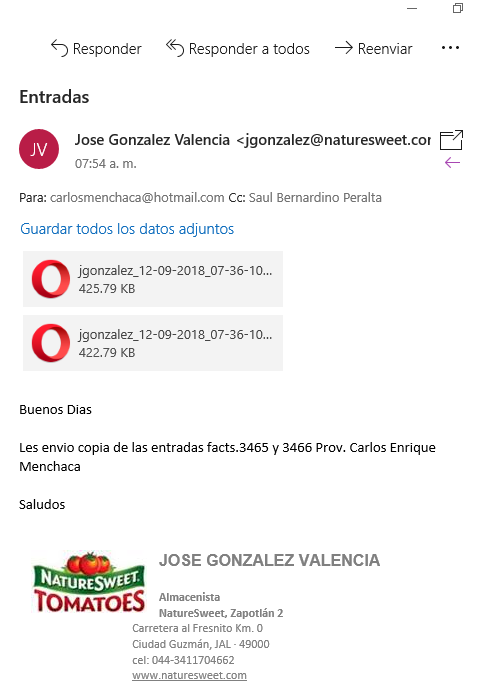 Responder Responder a todos Reenviar ...
Entradas
JV
Jose Gonzalez Valencia <jgonzalez@naturesweet.cor
07:54 a. m.
Para: carlosmenchaca@hotmail.com Cc: Saul Bernardino Peralta
Guardar todos los datos adjuntos
jgonzalez_12-09-2018_07-36-10...
425.79 KB
jgonzalez_12-09-2018_07-36-10...
422.79 KB
Buenos Dias
Les envio copia de las entradas facts.3465 y 3466 Prov. Carlos Enrique
Menchaca
Saludos
NATURESWEET
TOMATOES
JOSE GONZALEZ VALENCIA
Almacenista
NatureSweet, Zapotlán 2
Carretera al Fresnito Km. 0
Ciudad Guzmán, JAL · 49000
cel: 044-3411704662
www.naturesweet.com